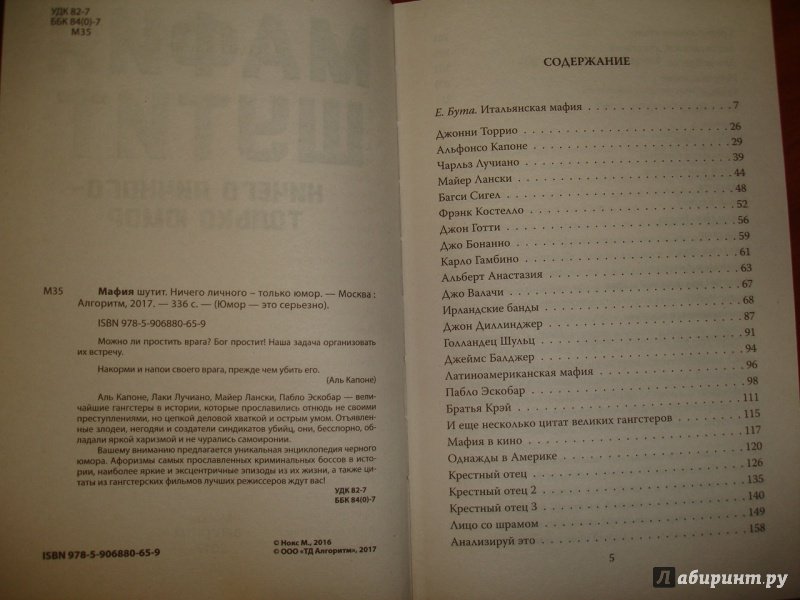 УДК 82-7
ББК 84(0)-7
М35
М35 Мафия шутит. Ничего личного – только юмор. — Москва :
Алгоритм, 2017. — 336 с. — (Юмор — это серьезно).
ISBN 978-5-906880-65-9
Можно ли простить врага? Бог простит! Наша задача организовать
их встречу.
Накорми и напои своего врага, прежде чем убить его.
(Аль Капоне)
Аль Капоне, Лаки Лучиано, Майер Лански, Пабло Эскобар — вели-
чайшие гангстеры в истории, которые прославились отнюдь не своими
преступлениями, но цепкой деловой хваткой и острым умом. Отъявлен-
ные злодеи, негодяи и создатели синдикатов убийц, они, бесспорно, об-
ладали яркой харизмой и не чурались самоиронии.
Вашему вниманию предлагается уникальная энциклопедия черного
юмора. Афоризмы самых прославленных криминальных боссов в исто-
рии, наиболее яркие и эксцентричные эпизоды из их жизни, а также цита-
ты из гангстерских фильмов лучших режиссеров ждут вас!
УДК 82-7
ББК 84(0)-7
© Нокс М., 2016
ISBN 978-5-906880-65-9 © ООО «ТД Алгоритм», 2017
СОДЕРЖАНИЕ
Е. Бута. Итальянская мафия . . . . . . . . . . . . . . . . . 7
Джонни Торрио . . . . . . . . . . . . . . . . . 26
Альфонсо Капоне . . . . . . . . . . . . . . . . . 29
Чарльз Лучиано . . . . . . . . . . . . . . . . . 39
Майер Лански . . . . . . . . . . . . . . . . . 44
Багси Сигел . . . . . . . . . . . . . . . . . 48
Фрэнк Костелло . . . . . . . . . . . . . . . . . 52
Джон Готти . . . . . . . . . . . . . . . . . 56
Джо Бонанно . . . . . . . . . . . . . . . . . 59
Карло Гамбино . . . . . . . . . . . . . . . . . 61
Альберт Анастазия . . . . . . . . . . . . . . . . . 63
Джо Валачи . . . . . . . . . . . . . . . . . 67
Ирландские банды . . . . . . . . . . . . . . . . . 68
Джон Диллинджер . . . . . . . . . . . . . . . . . 87
Голландец Шульц . . . . . . . . . . . . . . . . . 91
Джеймс Балджер . . . . . . . . . . . . . . . . . 94
Латиноамериканская мафия . . . . . . . . . . . . . . . . . 96
Пабло Эскобар . . . . . . . . . . . . . . . . . 98
Братья Крэй . . . . . . . . . . . . . . . . . 111
И еще несколько цитат великих гангстеров . . . . . . . . . 115
Мафия в кино . . . . . . . . . . . . . . . . . 117
Однажды в Америке . . . . . . . . . . . . . . . . . 120
Крестный отец . . . . . . . . . . . . . . . . . 126
Крестный отец 2 . . . . . . . . . . . . . . . . . 135
Крестный отец 3 . . . . . . . . . . . . . . . . . 140
Лицо со шрамом . . . . . . . . . . . . . . . . . 149
Анализируй это . . . . . . . . . . . . . . . . . 158
5
Лабиринт.ру